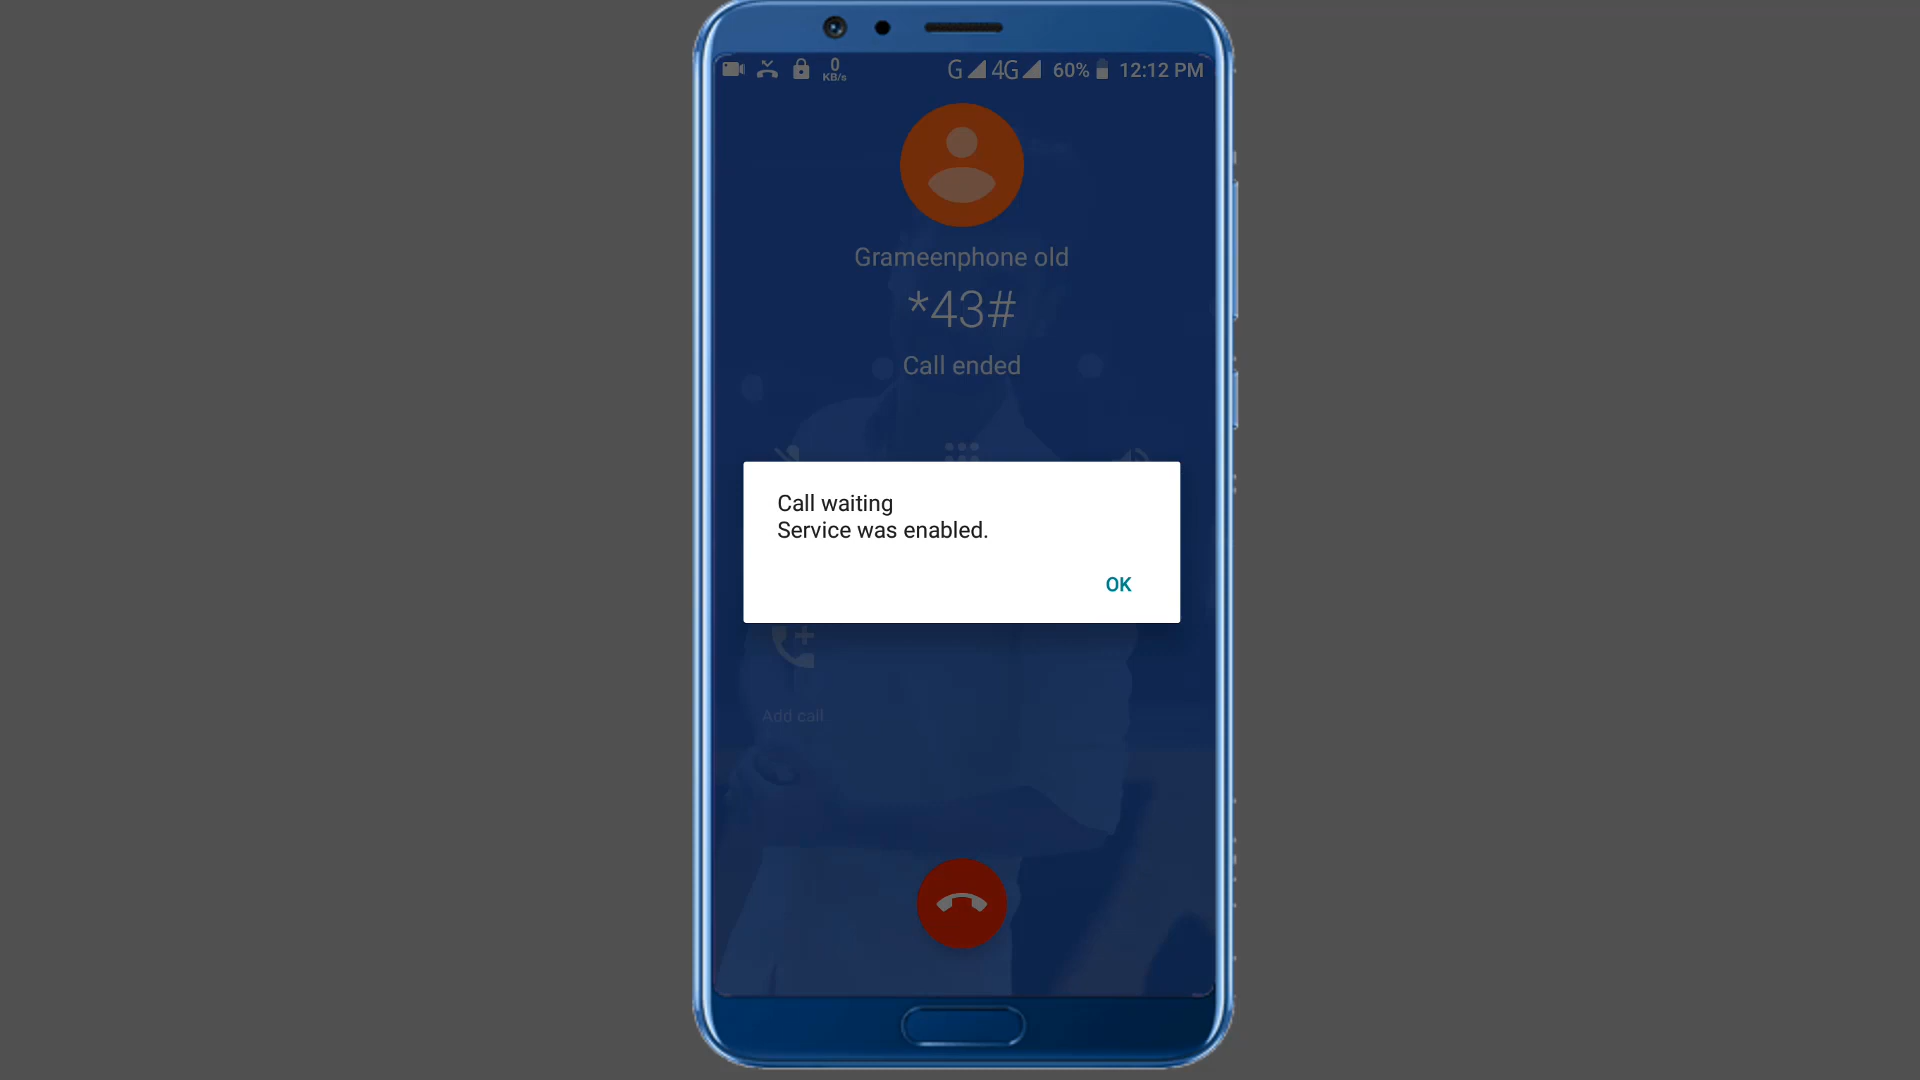 0
KB/s
G 4G 60% 12:12 PM
Grameenphone old
*43#
Call ended
Call waiting
Service was enabled.
OK
Add call